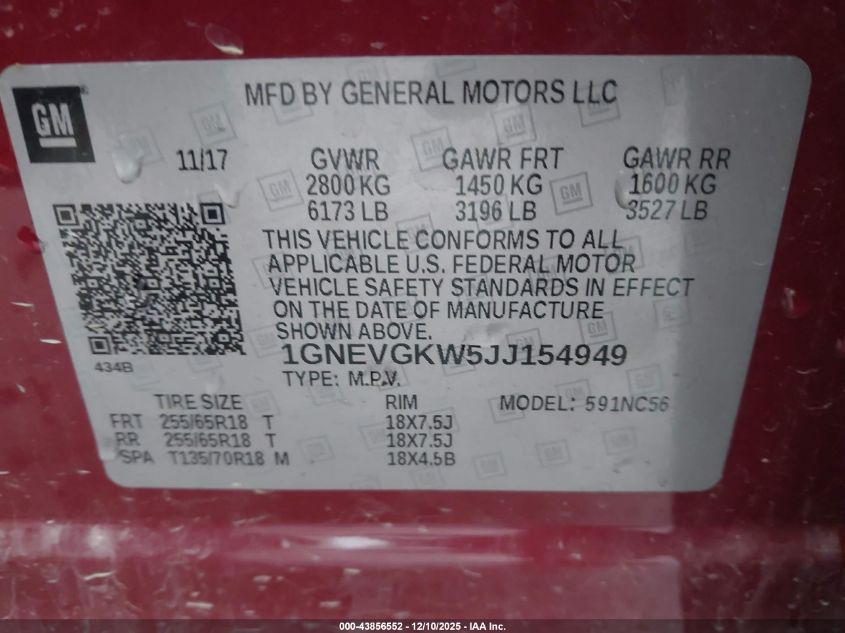 GM
MFD BY GENERAL MOTORS LLC
11/17
GVWR GAWR FRT GAWR RR
2800 KG 1450 KG 1600 KG
6173 LB 3196 LB 3527 LB
THIS VEHICLE CONFORMS TO ALL
APPLICABLE U.S. FEDERAL MOTOR
VEHICLE SAFETY STANDARDS IN EFFECT
ON THE DATE OF MANUFACTURE
SHOWN ABOVE.
434B
1GNEVGKW5JJ154949
TYPE: M.P.V.
TIRE SIZE RIM MODEL: 591NC56
FRT 255/65R18 T 18X7.5J
RR 255/65R18 T 18X7.5J
SPA T135/70R18 M 18X4.5B
000-43856552 - 12/10/2025 - IAA Inc.